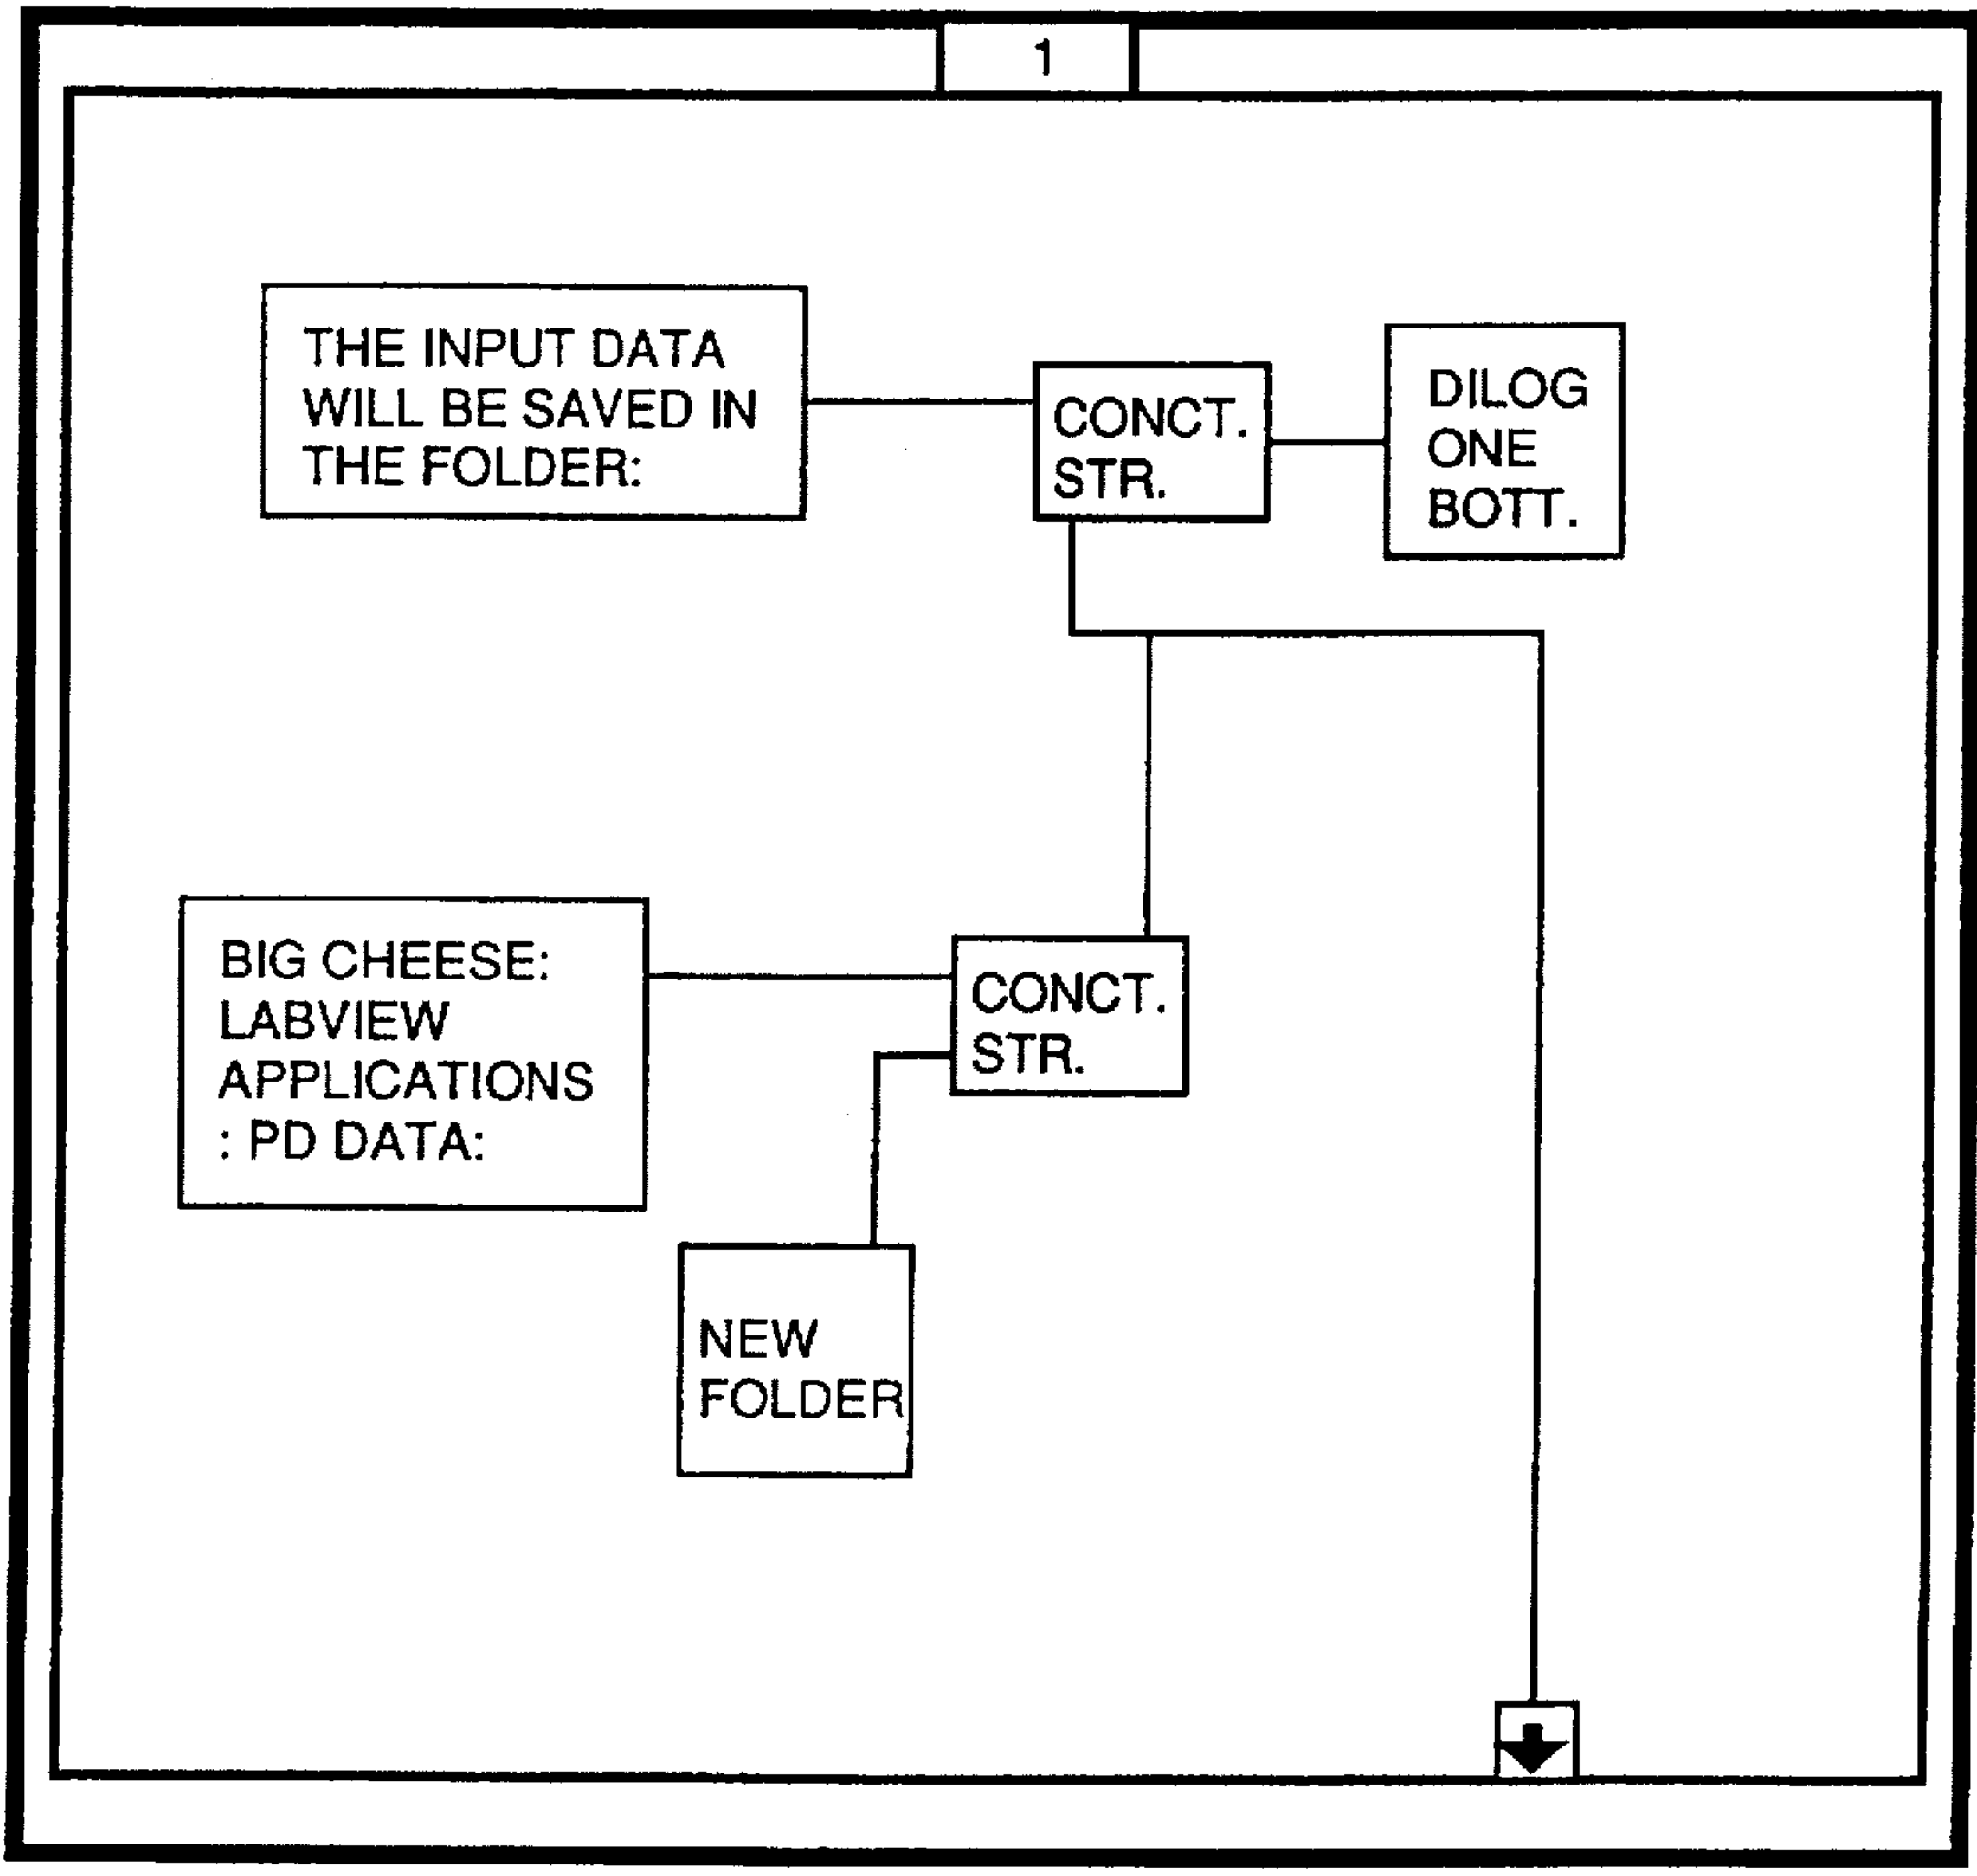 1
THE INPUT DATA
WILL BE SAVED IN
THE FOLDER:
CONCT.
STR.
DILOG
ONE
BOTT.
BIG CHEESE:
LABVIEW
APPLICATIONS
: PD DATA:
CONCT.
STR.
NEW
FOLDER